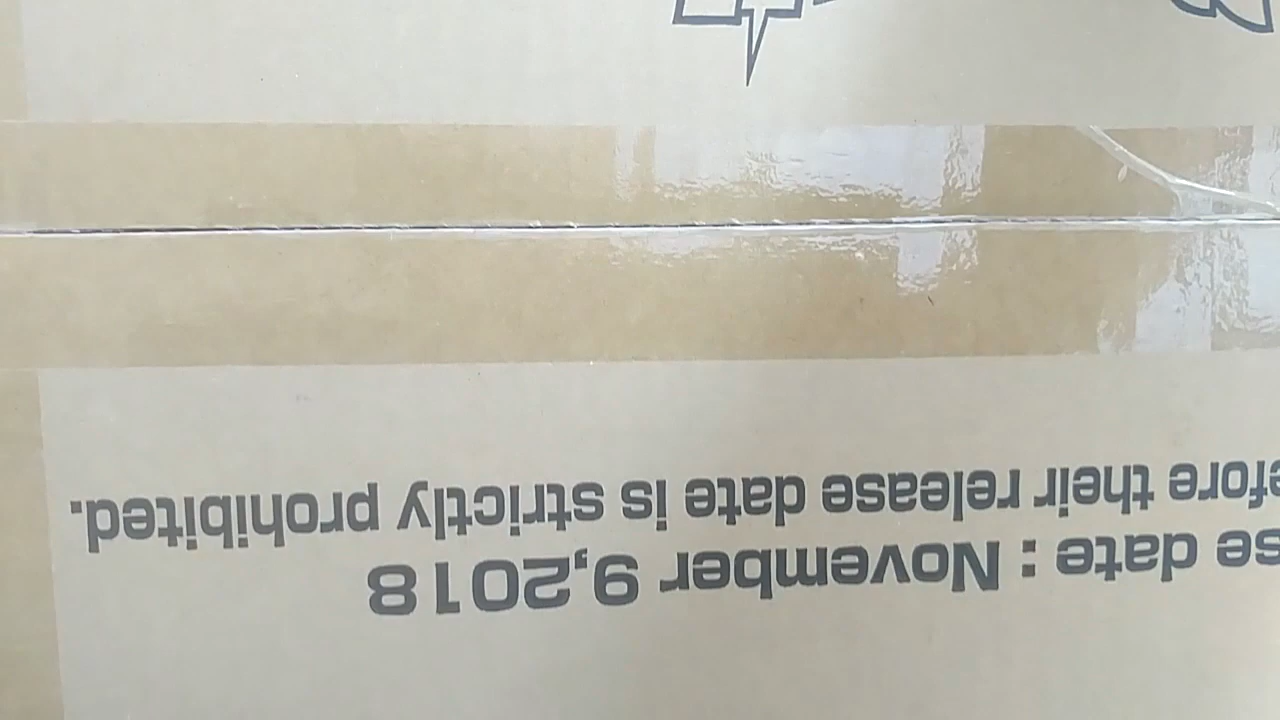 se date : November 9,2018
efore their release date is strictly prohibited.